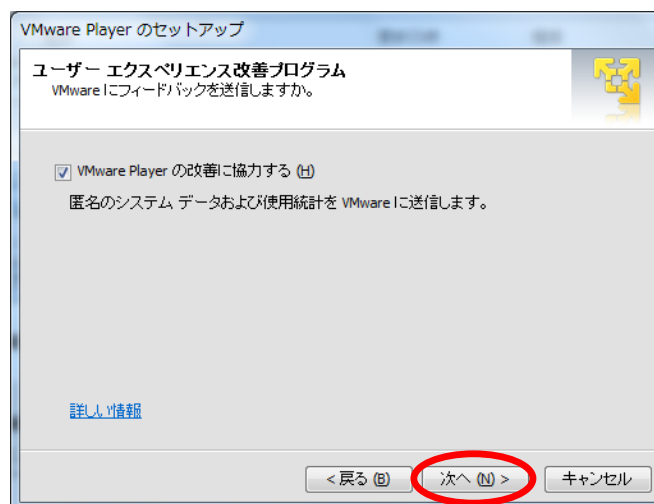 VMware Player のセットアップ
ユーザー エクスペリエンス改善プログラム
VMware にフィードバックを送信しますか。
VMware Player の改善に協力する (H)
匿名のシステム データおよび使用統計を VMware に送信します。
詳しい情報
< 戻る (B)
次へ (N) >
キャンセル